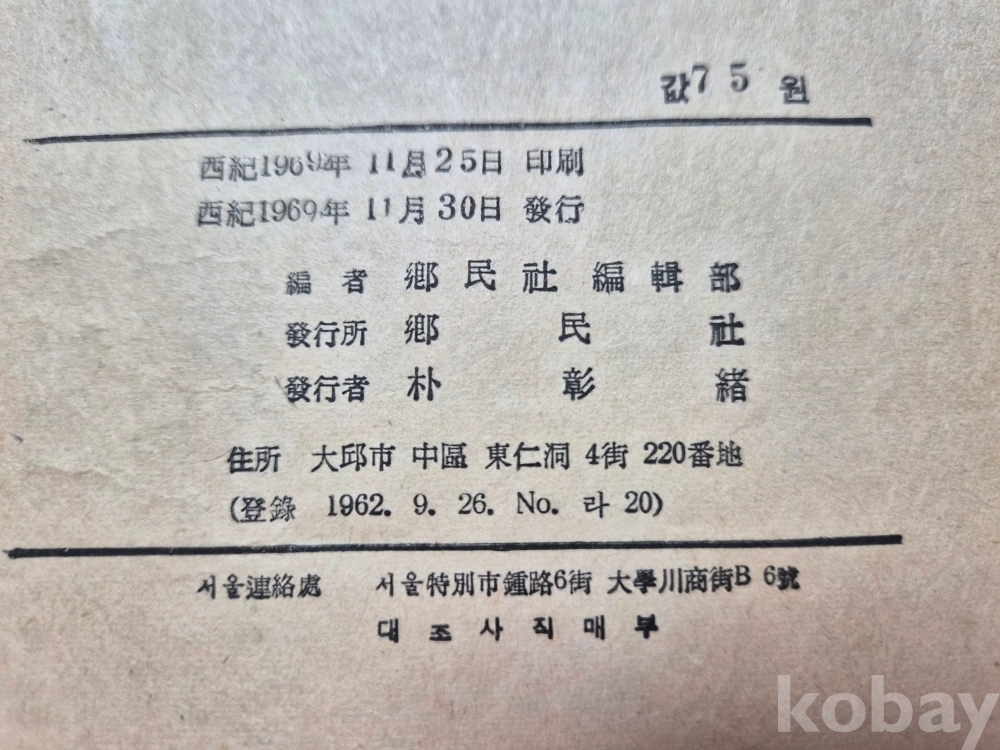 값 75 원
西紀1969年 11月 25日 印刷
西紀1969年 11月 30日 發行
編者 鄕民社 編輯部
發行所 鄕民社
發行者 朴彰緖
住所 大邱市 中區 東仁洞 4街 220番地
(登錄 1962. 9. 26. No. 라 20)
서울連絡處 서울特別市鍾路6街 大學川商街B 6號
대조사직매부
kobay